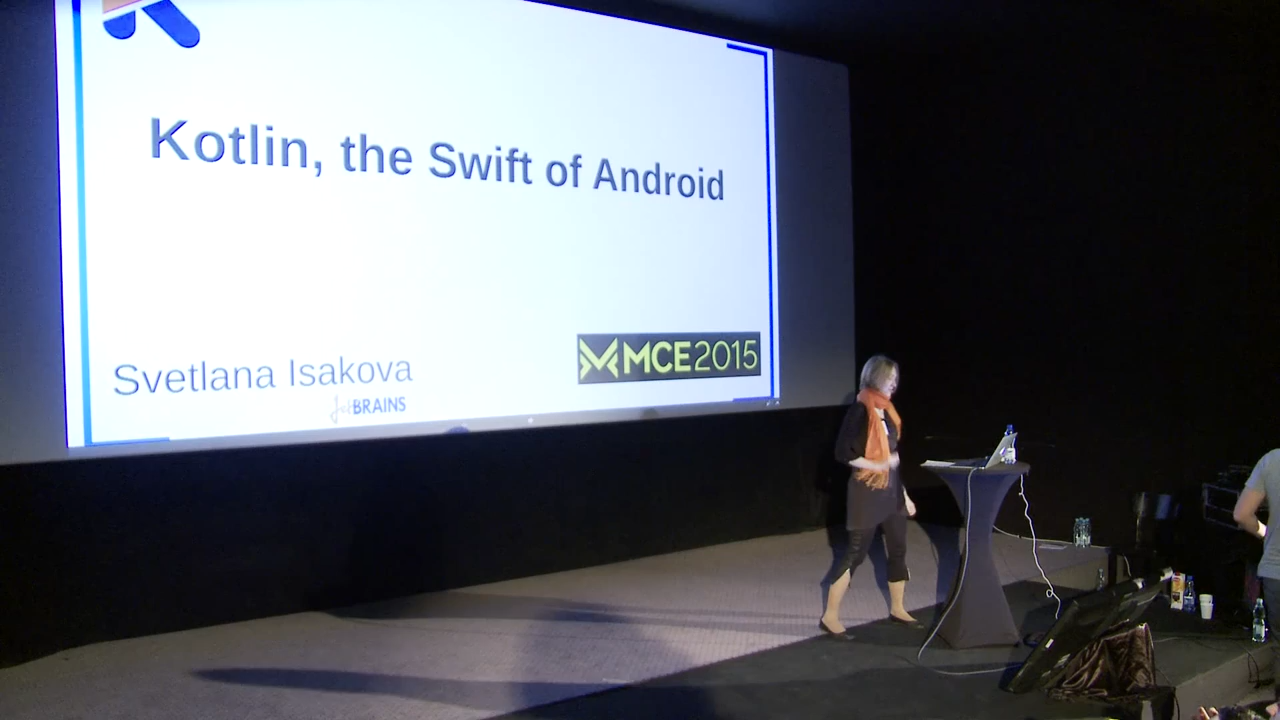 Kotlin, the Swift of Android
Svetlana Isakova
JetBRAINS
MCE2015